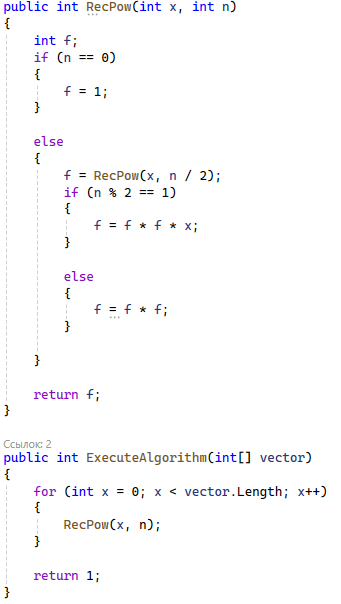 public int RecPow(int x, int n)
{
    int f;
    if (n == 0)
    {
        f = 1;
    }

    else
    {
        f = RecPow(x, n / 2);
        if (n % 2 == 1)
        {
            f = f * f * x;
        }

        else
        {
            f = f * f;
        }

    }

    return f;
}

Ссылок: 2
public int ExecuteAlgorithm(int[] vector)
{
    for (int x = 0; x < vector.Length; x++)
    {
        RecPow(x, n);
    }

    return 1;
}